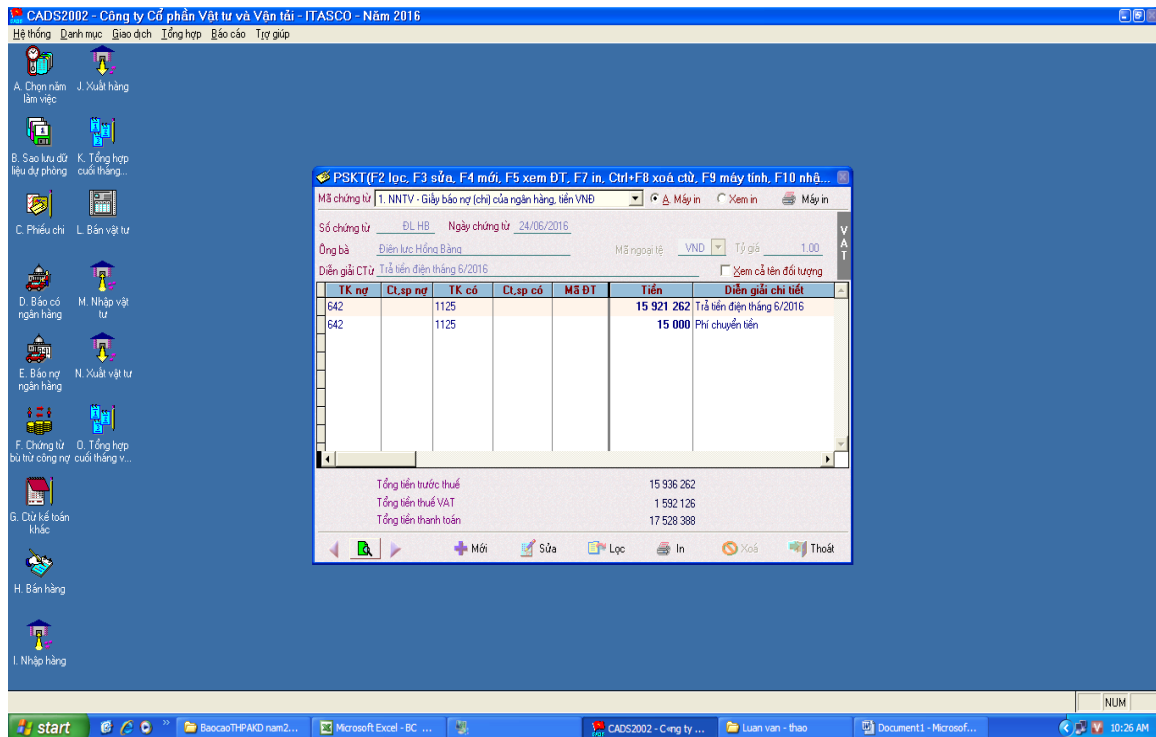 CADS2002 - Công ty Cổ phần Vật tư và Vận tải - ITASCO - Năm 2016
Hệ thống Danh mục Giao dịch Tổng hợp Báo cáo Trợ giúp
A. Chọn năm làm việc
J. Xuất hàng
B. Sao lưu dữ liệu dự phòng
K. Tổng hợp cuối tháng...
C. Phiếu chi
L. Bán vật tư
D. Báo có ngân hàng
M. Nhập vật tư
E. Báo nợ ngân hàng
N. Xuất vật tư
F. Chứng từ bù trừ công nợ
O. Tổng hợp cuối tháng v...
G. Ctừ kế toán khác
H. Bán hàng
I. Nhập hàng
PSKT(F2 lọc, F3 sửa, F4 mới, F5 xem ĐT, F7 in, Ctrl+F8 xoá ctừ, F9 máy tính, F10 nhậ...
Mã chứng từ 1. NNTV - Giấy báo nợ (chi) của ngân hàng, tiền VNĐ A. Máy in Xem in Máy in
Số chứng từ ĐL HB Ngày chứng từ 24/06/2016
Ông bà Điện lực Hồng Bàng Mã ngoại tệ VND Tỷ giá 1.00
Diễn giải CTừ Trả tiền điện tháng 6/2016 Xem cả tên đối tượng
VAT
TK nợ Ct,sp nợ TK có Ct,sp có Mã ĐT Tiền Diễn giải chi tiết
642 1125 15 921 262 Trả tiền điện tháng 6/2016
642 1125 15 000 Phí chuyển tiền
Tổng tiền trước thuế 15 936 262
Tổng tiền thuế VAT 1 592 126
Tổng tiền thanh toán 17 528 388
Mới Sửa Lọc In Xoá Thoát
NUM
start BaocaoTHPAKD nam2... Microsoft Excel - BC ... CADS2002 - C«ng ty ... Luan van - thao Document1 - Microsof... 10:26 AM